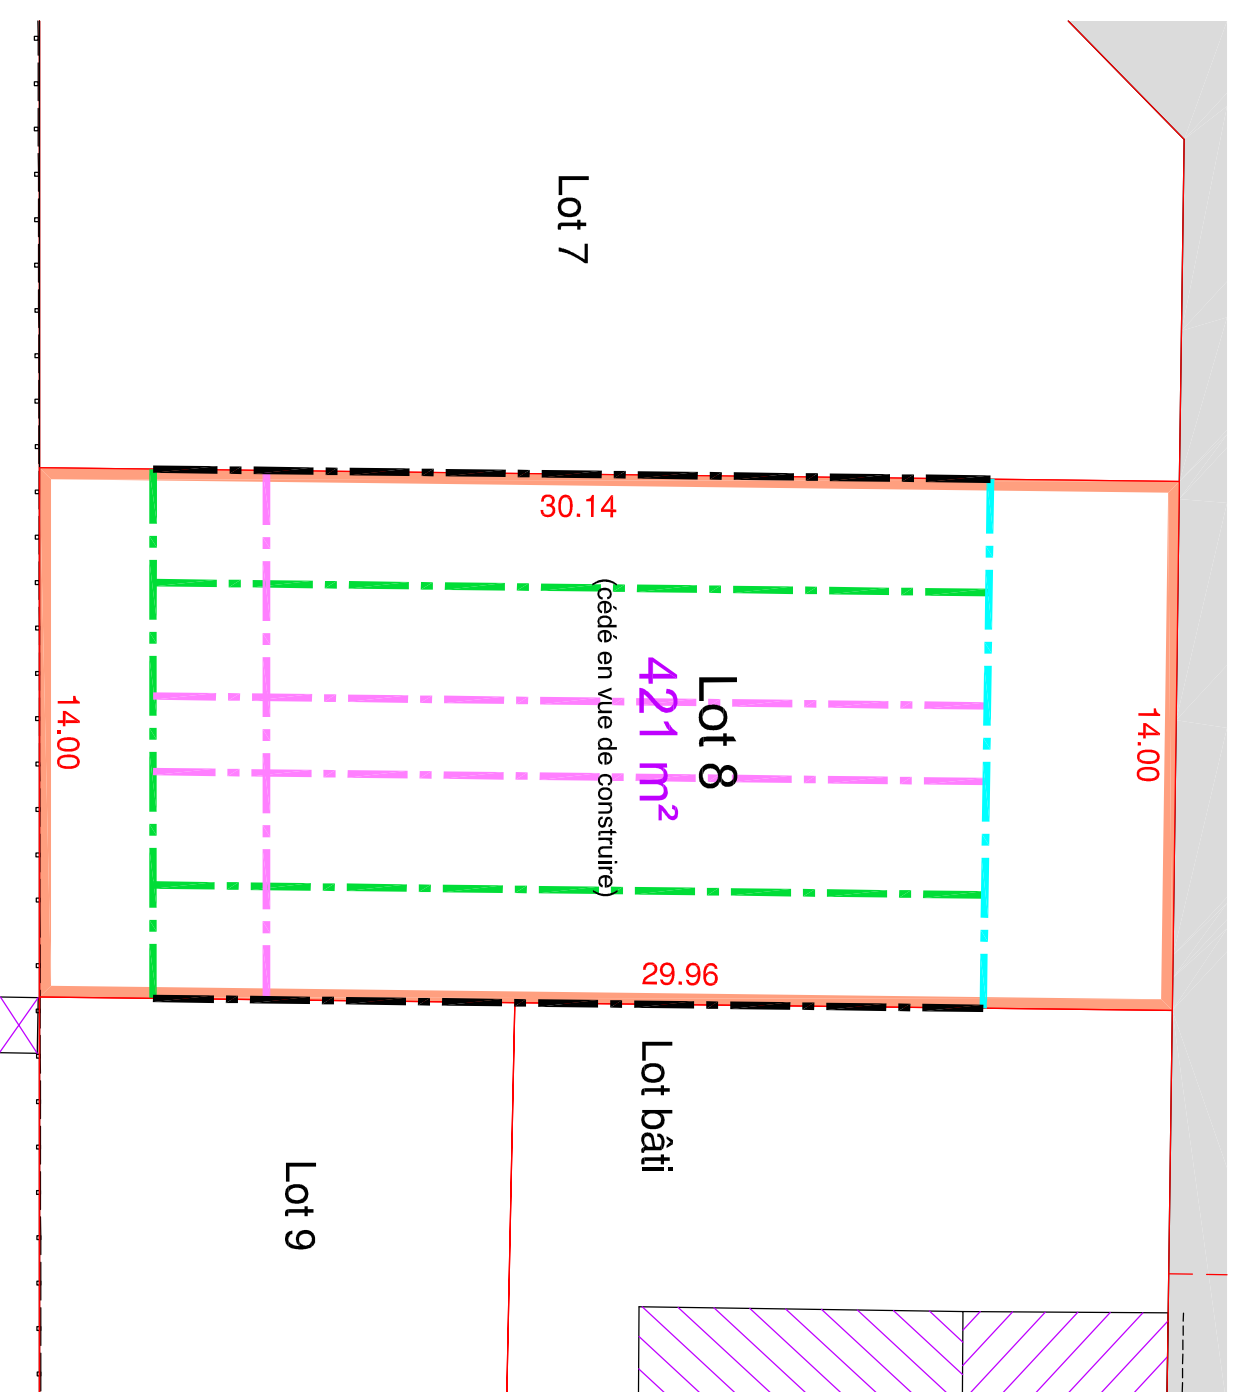 Lot 7
30.14
Lot 8
421 m²
(cédé en vue de construire)
14.00
14.00
29.96
Lot bâti
Lot 9